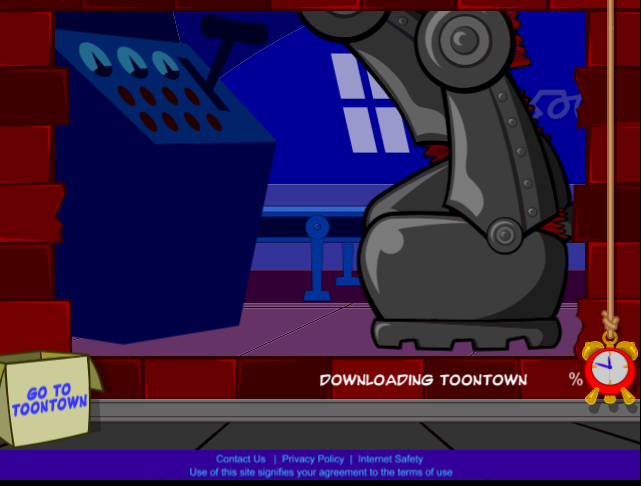 DOWNLOADING TOONTOWN %
GO TO
TOONTOWN
Contact Us | Privacy Policy | Internet Safety
Use of this site signifies your agreement to the terms of use